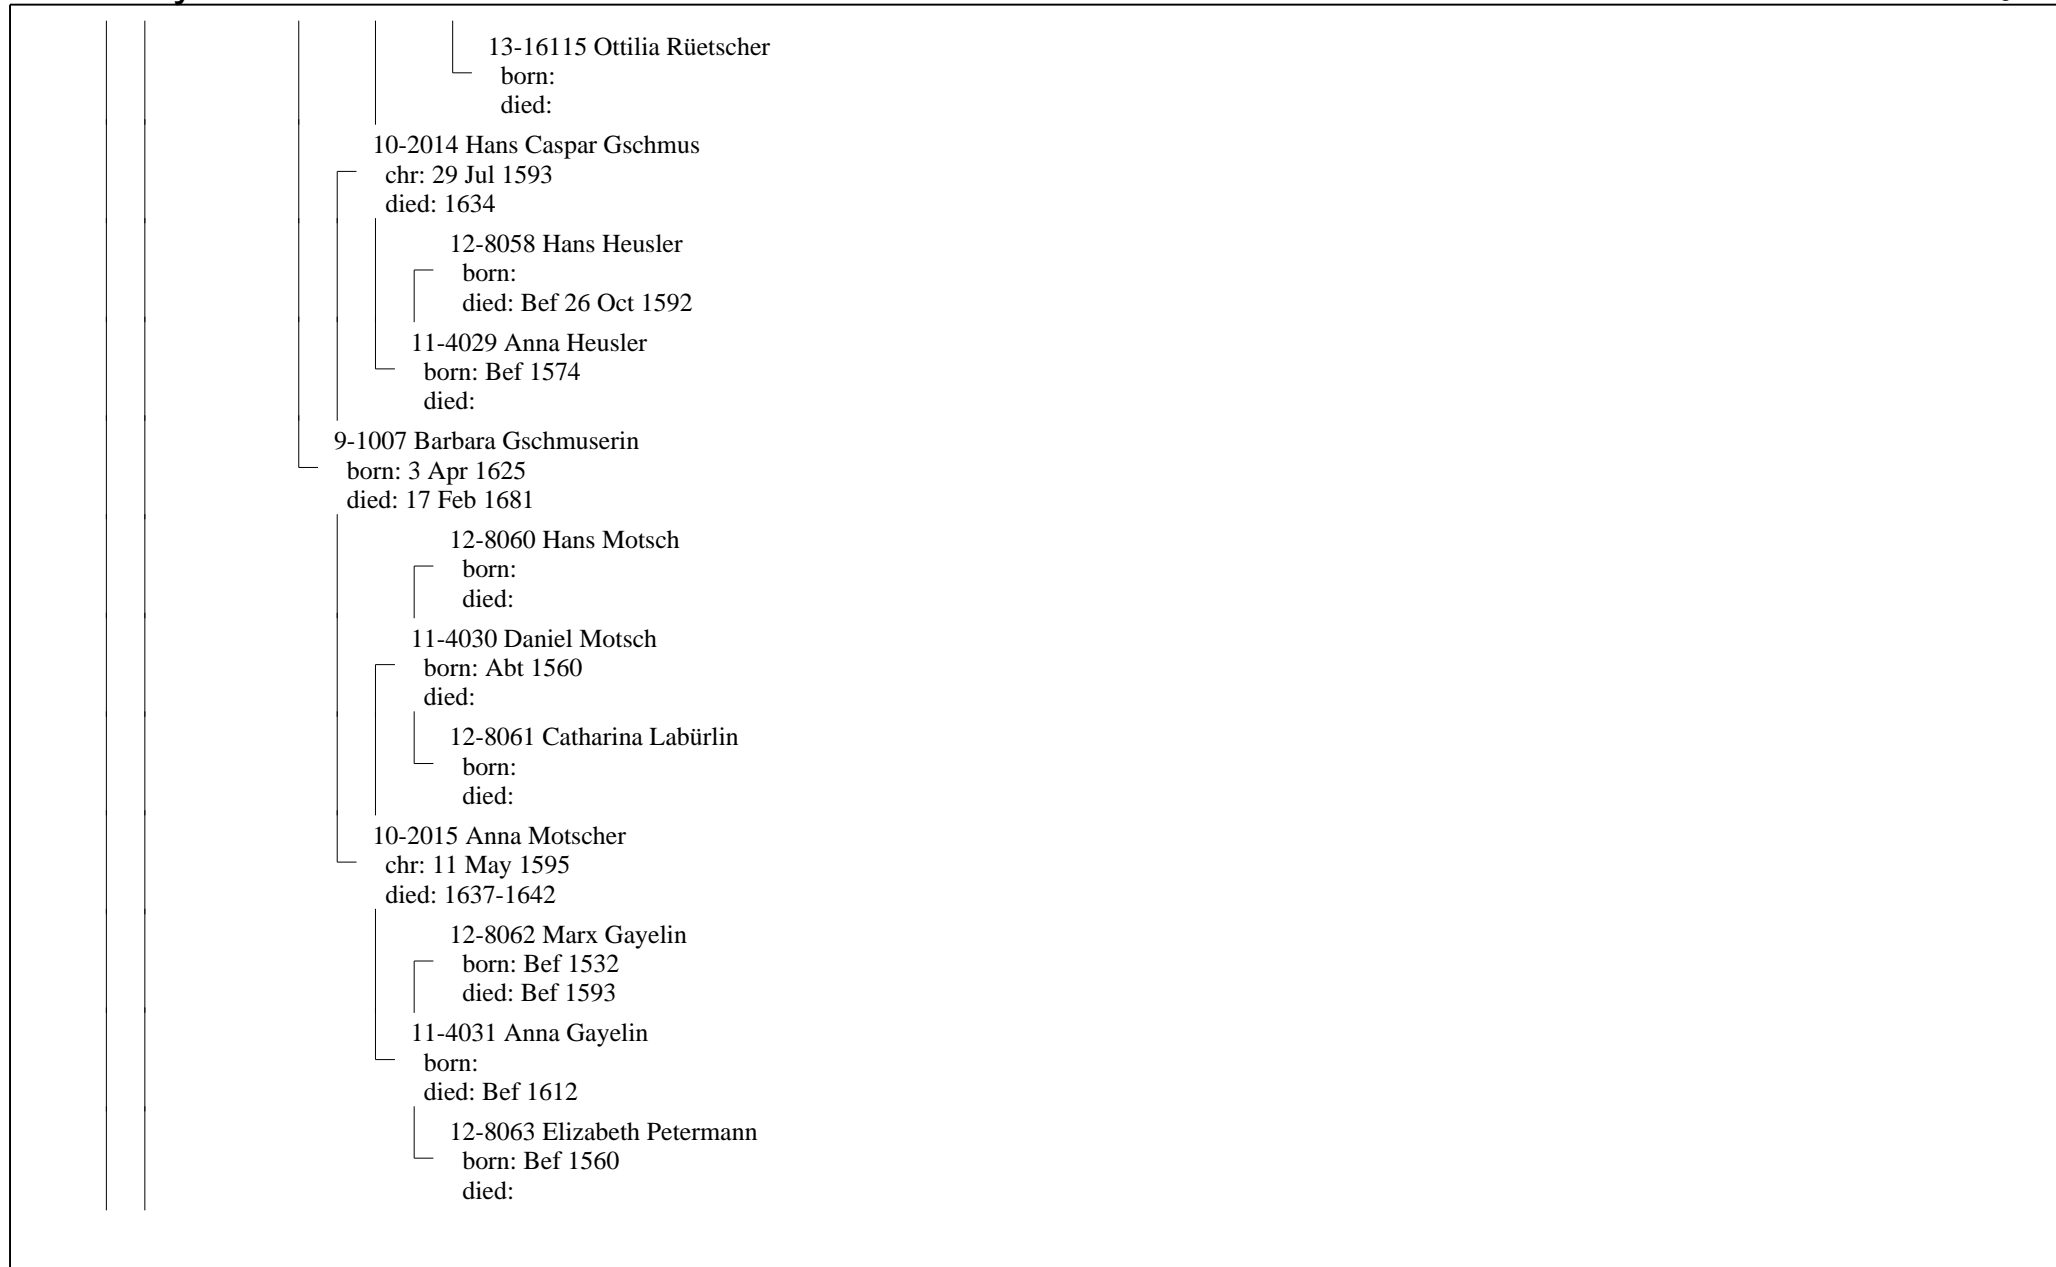 13-16115 Ottilia Rüetscher
born:
died:
10-2014 Hans Caspar Gschmus
chr: 29 Jul 1593
died: 1634
12-8058 Hans Heusler
born:
died: Bef 26 Oct 1592
11-4029 Anna Heusler
born: Bef 1574
died:
9-1007 Barbara Gschmuserin
born: 3 Apr 1625
died: 17 Feb 1681
12-8060 Hans Motsch
born:
died:
11-4030 Daniel Motsch
born: Abt 1560
died:
12-8061 Catharina Labürlin
born:
died:
10-2015 Anna Motscher
chr: 11 May 1595
died: 1637-1642
12-8062 Marx Gayelin
born: Bef 1532
died: Bef 1593
11-4031 Anna Gayelin
born:
died: Bef 1612
12-8063 Elizabeth Petermann
born: Bef 1560
died: